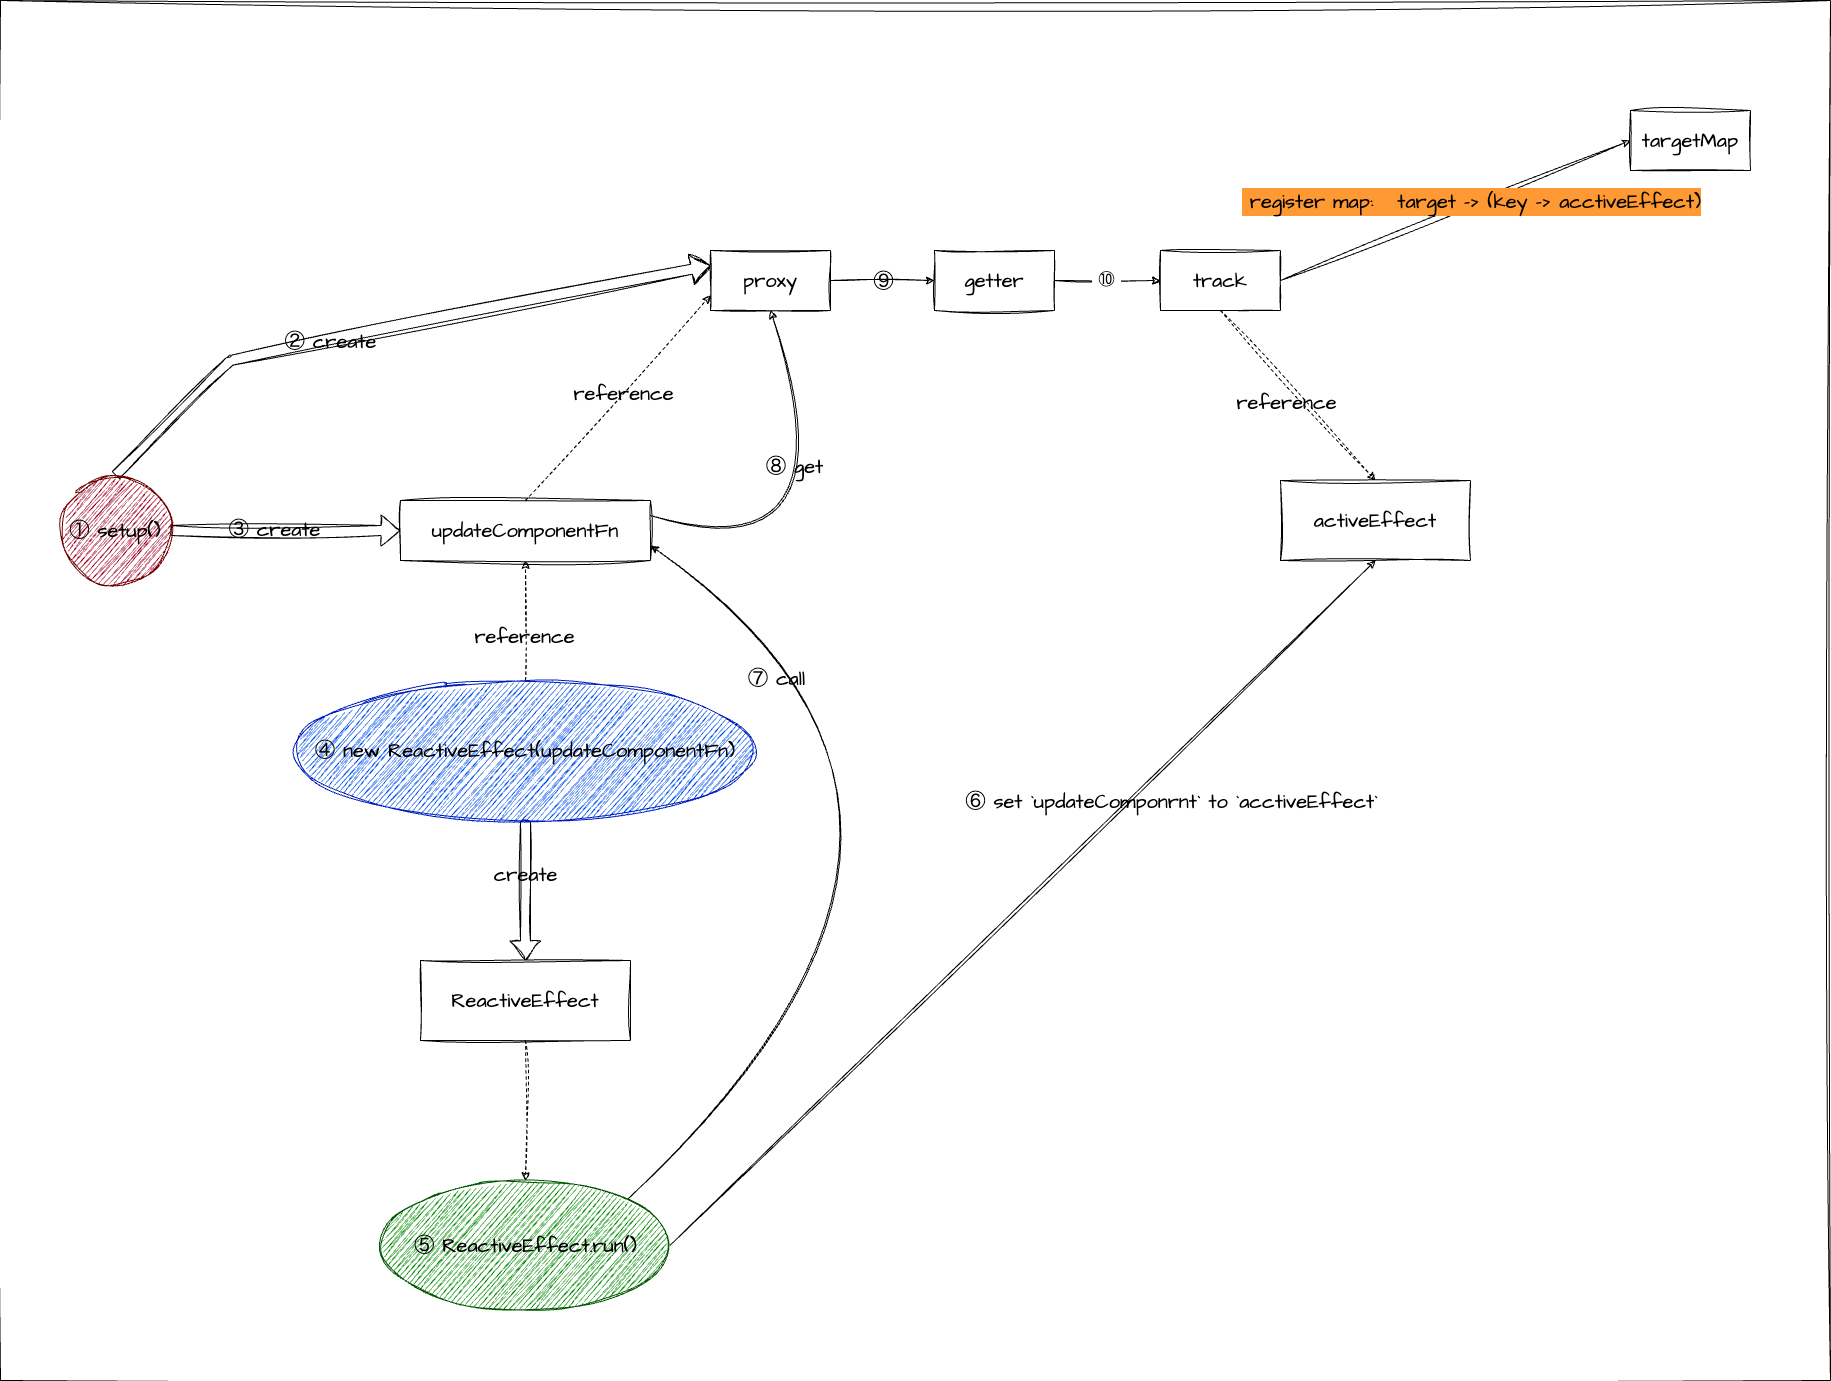 targetMap
register map: target -> (key -> acctiveEffect)
proxy
⑨
getter
⑩
track
② create
reference
reference
⑧ get
① setup()
③ create
updateComponentFn
activeEffect
reference
⑦ call
④ new ReactiveEffect(updateComponentFn)
⑥ set `updateComponrnt` to `acctiveEffect`
create
ReactiveEffect
⑤ ReactiveEffect.run()